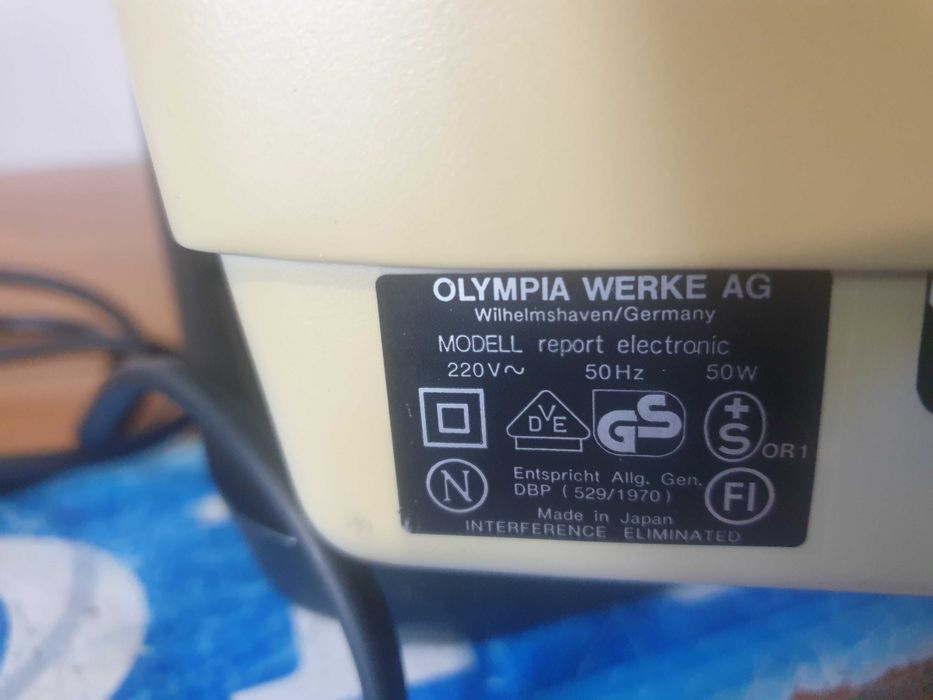 OLYMPIA WERKE AG
Wilhelmshaven/Germany
MODELL report electronic
220V~ 50Hz 50W
DVE GS +S OR1
N Entspricht Allg. Gen. FI
DBP (529/1970)
Made in Japan
INTERFERENCE ELIMINATED